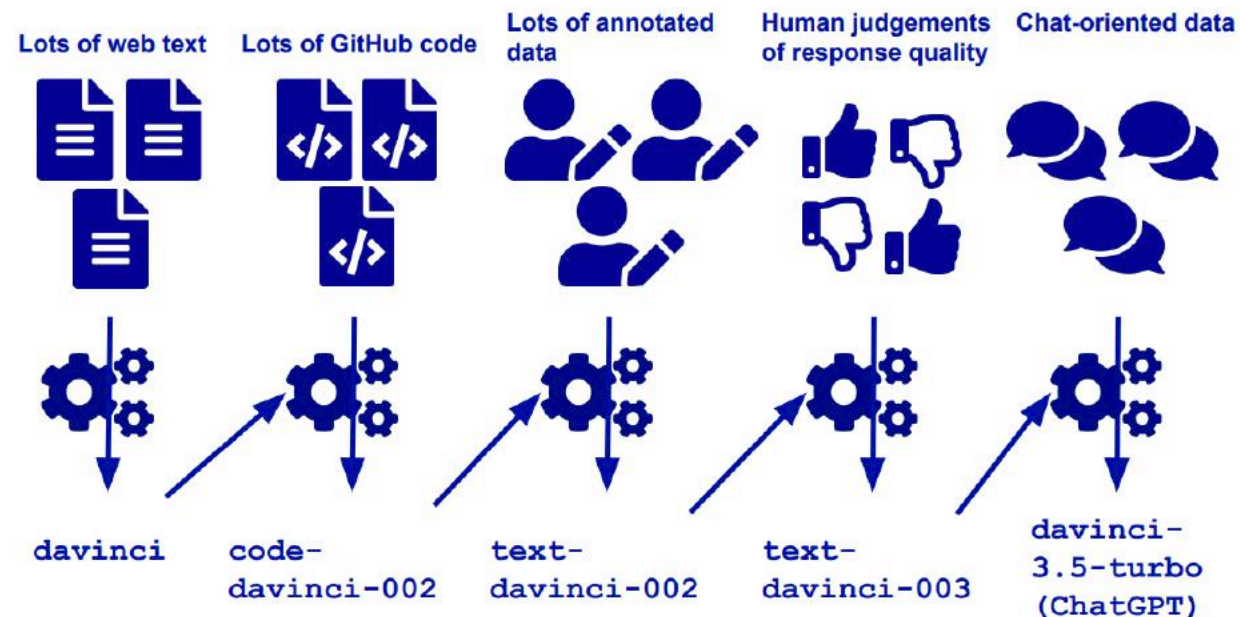 Lots of web text
Lots of GitHub code
Lots of annotated
data
Human judgements
of response quality
Chat-oriented data
</>
</>
</>
davinci
code-
davinci-002
text-
davinci-002
text-
davinci-003
davinci-
3.5-turbo
(ChatGPT)